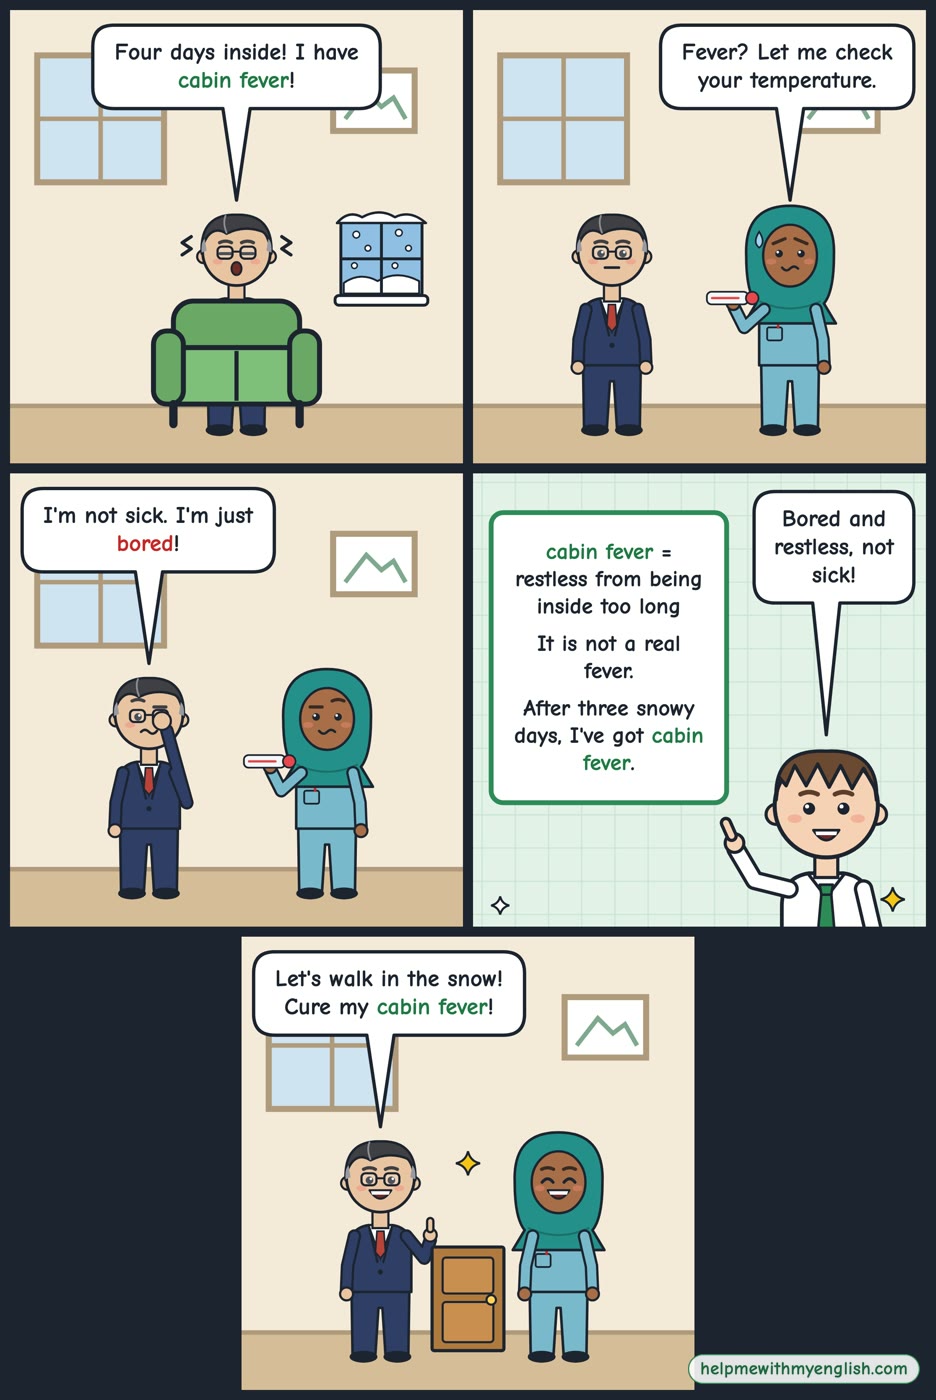 Four days inside! I have
cabin fever!
Fever? Let me check
your temperature.
I'm not sick. I'm just
bored!
cabin fever =
restless from being
inside too long
It is not a real
fever.
After three snowy
days, I've got cabin
fever.
Bored and
restless, not
sick!
Let's walk in the snow!
Cure my cabin fever!
helpmewithmyenglish.com